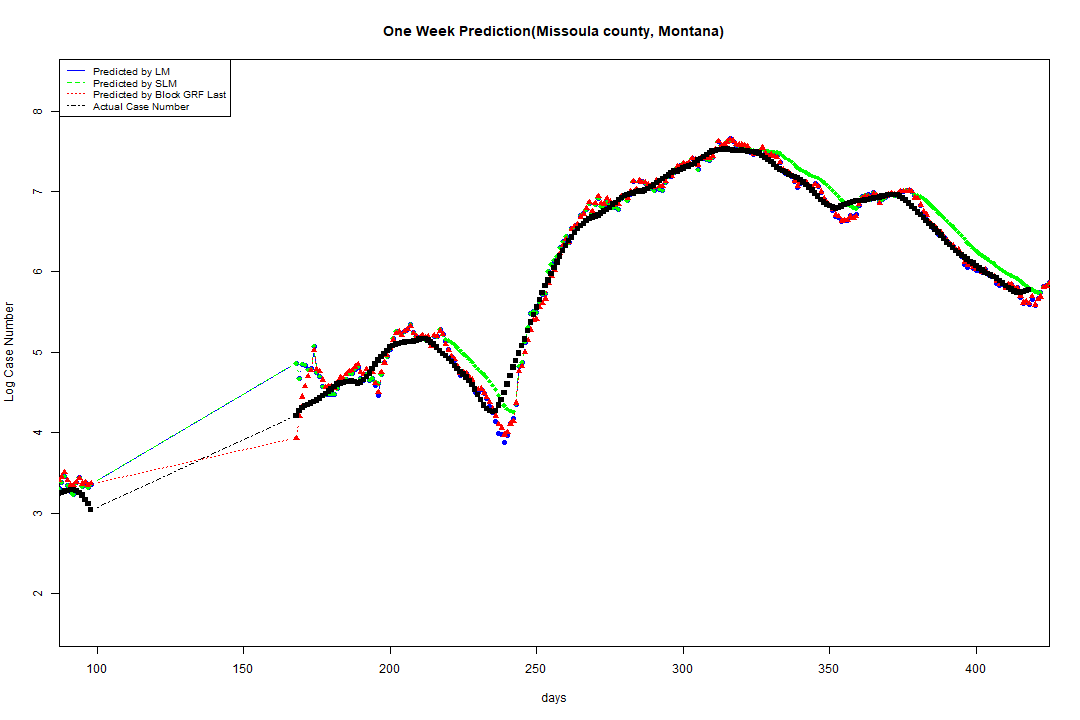 One Week Prediction(Missoula county, Montana)
Predicted by LM
Predicted by SLM
Predicted by Block GRF Last
Actual Case Number
8
7
6
5
4
3
2
Log Case Number
100 150 200 250 300 350 400
days